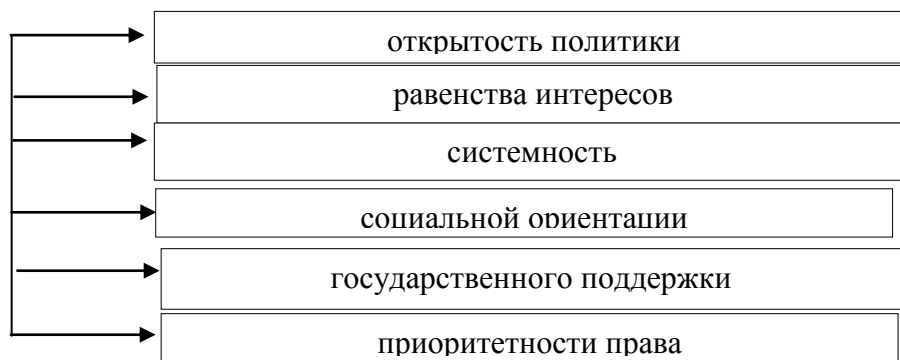 открытость политики
равенства интересов
системность
социальной ориентации
государственного поддержки
приоритетности права